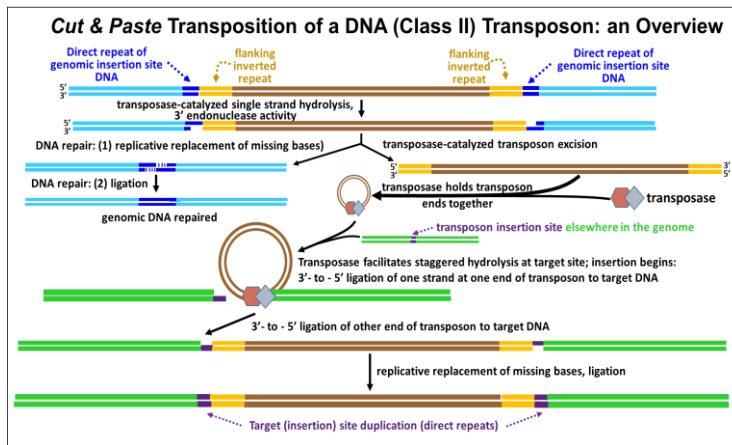 Cut & Paste Transposition of a DNA (Class II) Transposon: an Overview
Direct repeat of
genomic insertion site
DNA
flanking
inverted
repeat
flanking
inverted
repeat
Direct repeat of
genomic insertion site
DNA
5'
3'
transposase-catalyzed single strand hydrolysis,
3' endonuclease activity
5'
3'
DNA repair: (1) replicative replacement of missing bases)
transposase-catalyzed transposon excision
5'
3'
3'
5'
DNA repair: (2) ligation
genomic DNA repaired
transposase holds transposon
ends together
transposase
transposon insertion site elsewhere in the genome
Transposase facilitates staggered hydrolysis at target site; insertion begins:
3'- to - 5' ligation of one strand at one end of transposon to target DNA
3'- to - 5' ligation of other end of transposon to target DNA
replicative replacement of missing bases, ligation
Target (insertion) site duplication (direct repeats)